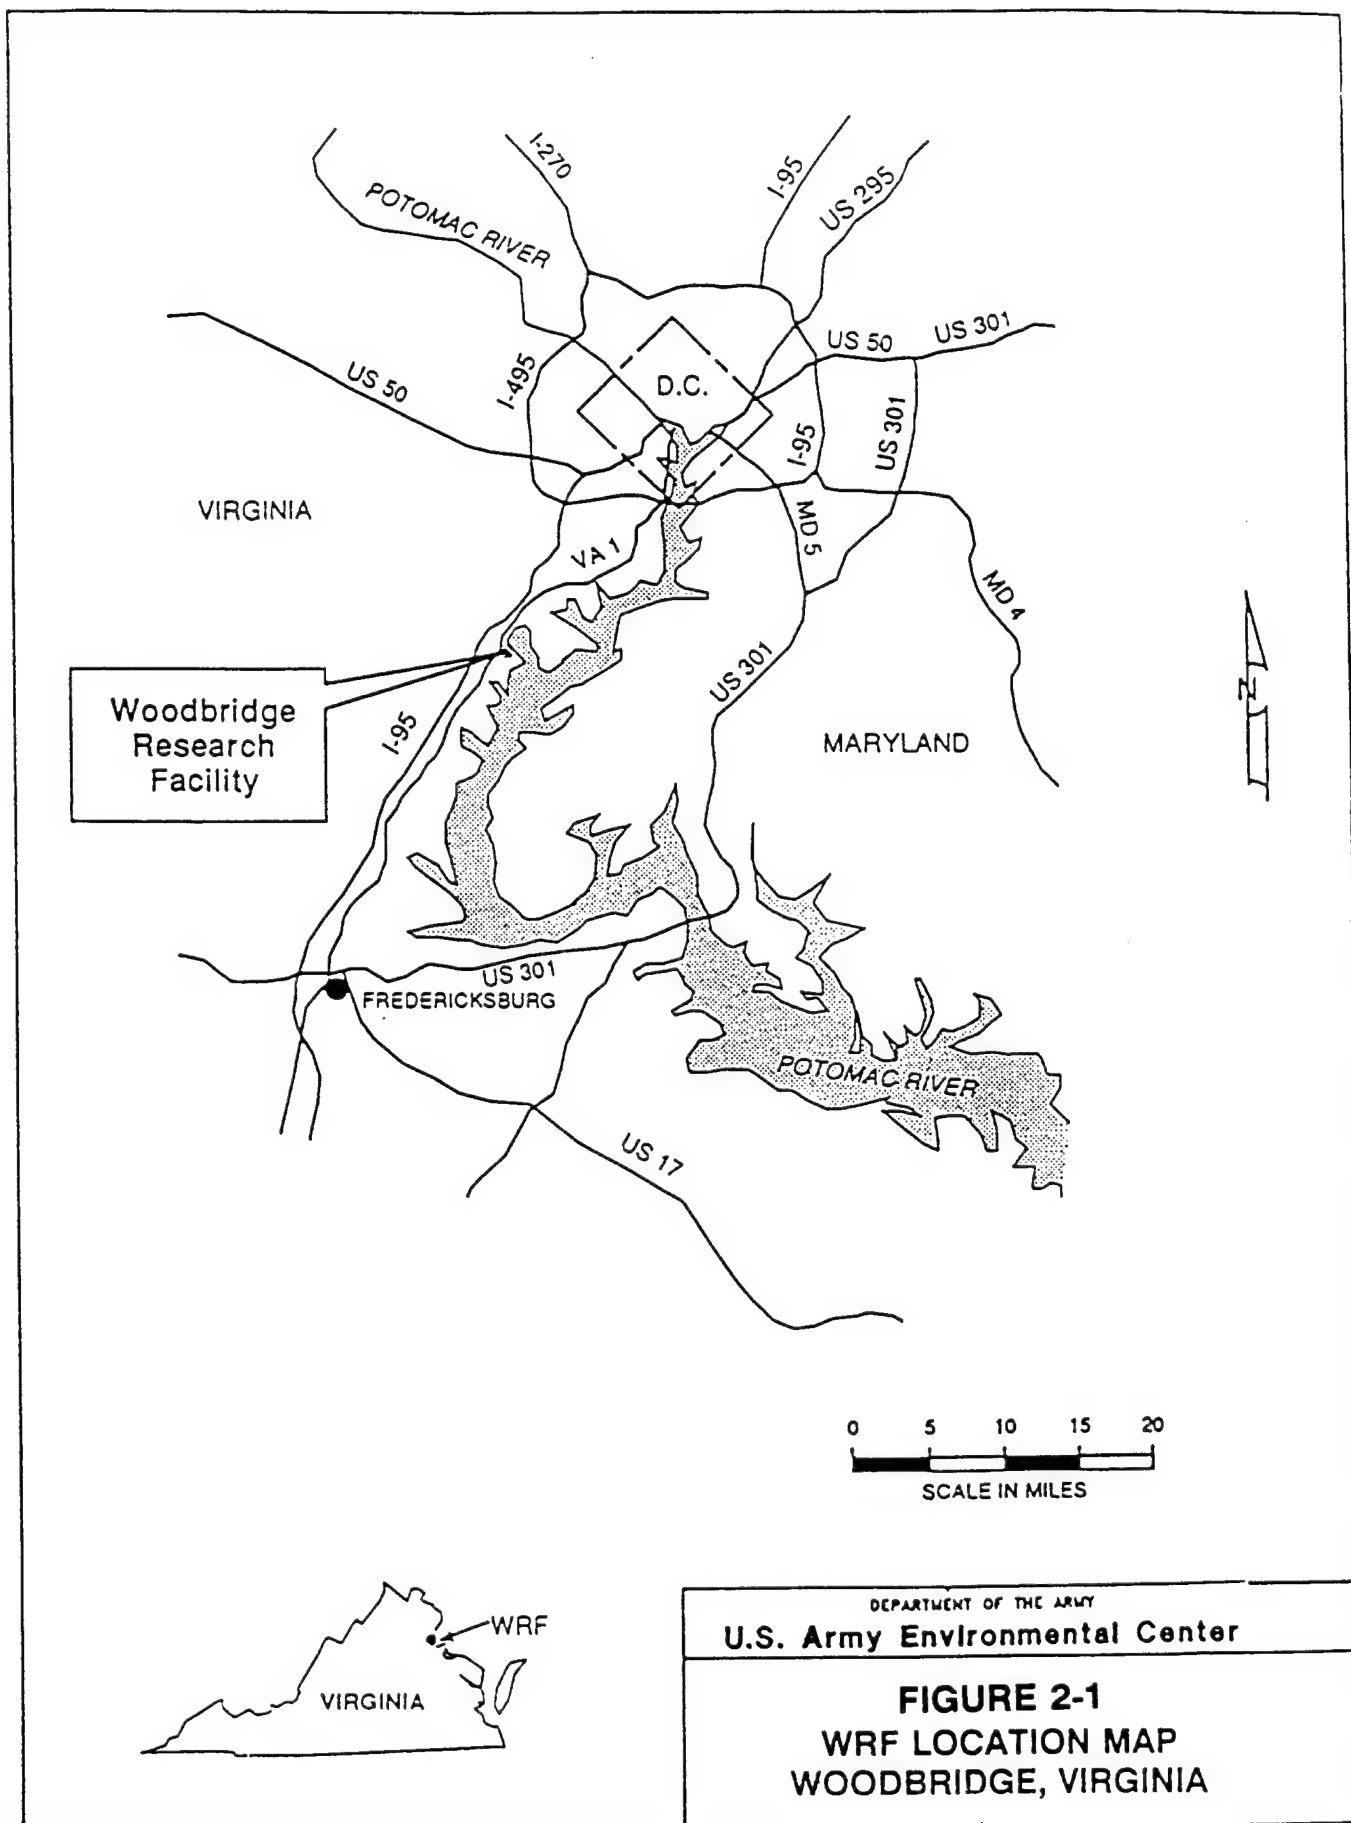 I-270
I-95
US 295
POTOMAC RIVER
US 50
US 301
I-495
US 50
D.C.
I-95
US 301
VIRGINIA
MD 5
VA 1
MD 4
US 301
N
Woodbridge
Research
Facility
I-95
MARYLAND
US 301
FREDERICKSBURG
POTOMAC RIVER
US 17
0 5 10 15 20
SCALE IN MILES
WRF
VIRGINIA
DEPARTMENT OF THE ARMY
U.S. Army Environmental Center
FIGURE 2-1
WRF LOCATION MAP
WOODBRIDGE, VIRGINIA